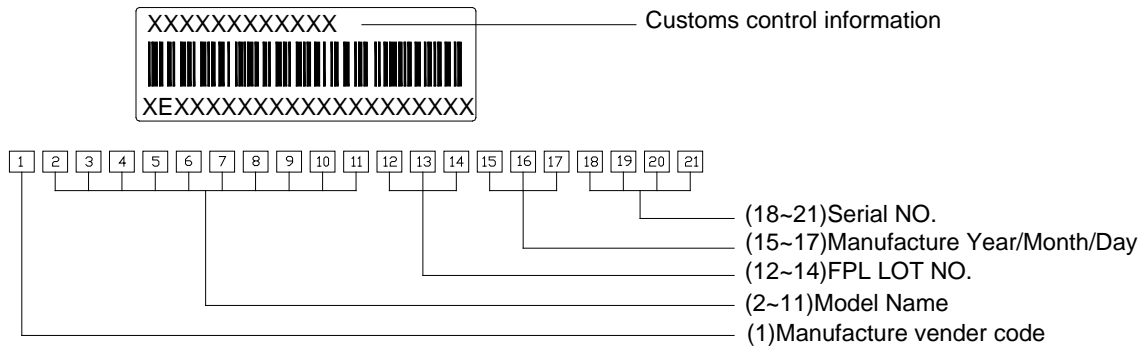 XXXXXXXXXXXX
Customs control information
XEXXXXXXXXXXXXXXXXXXX
1 2 3 4 5 6 7 8 9 10 11 12 13 14 15 16 17 18 19 20 21
(18~21)Serial NO.
(15~17)Manufacture Year/Month/Day
(12~14)FPL LOT NO.
(2~11)Model Name
(1)Manufacture vender code